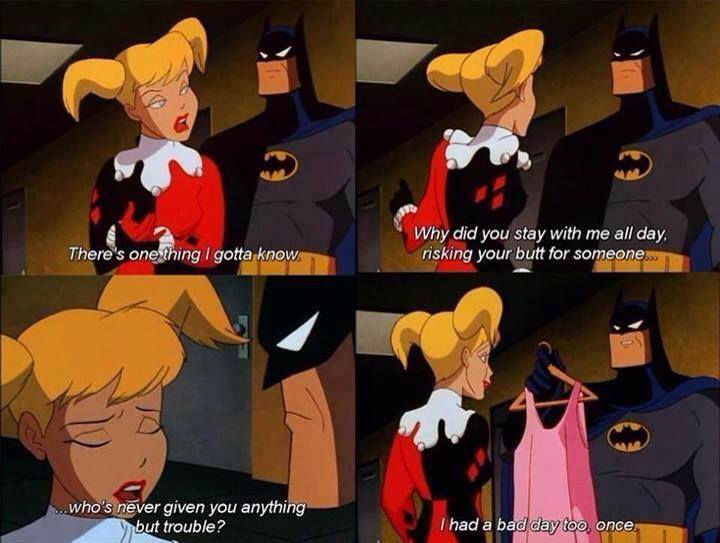 There's one thing I gotta know.
Why did you stay with me all day,
risking your butt for someone...
...who's never given you anything
but trouble?
I had a bad day too, once.